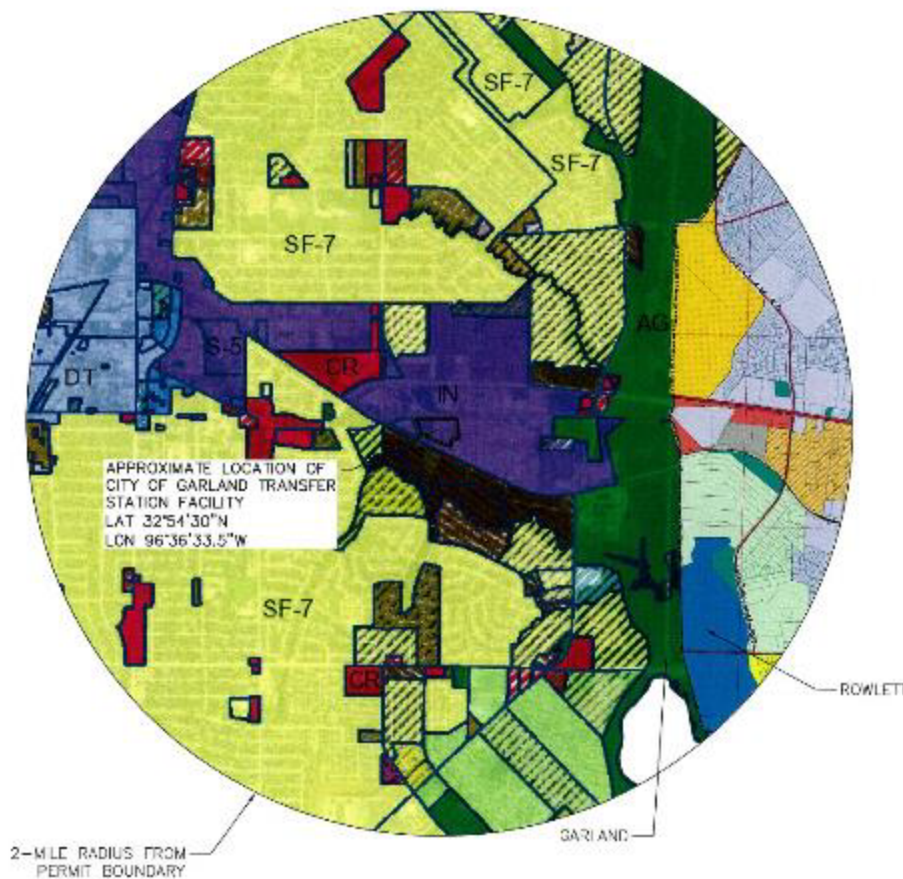 SF-7
SF-7
SF-7
AG
S-5
CR
DT
IN
APPROXIMATE LOCATION OF
CITY OF GARLAND TRANSFER
STATION FACILITY
LAT 32°54'30"N
LON 96°36'33.5"W
SF-7
CR
ROWLETT
GARLAND
2-MILE RADIUS FROM
PERMIT BOUNDARY